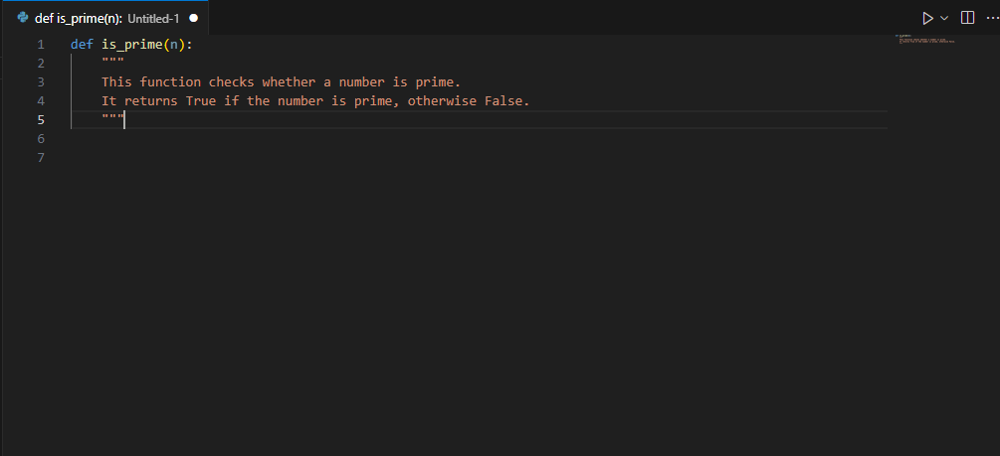 def is_prime(n): Untitled-1
1 def is_prime(n):
2 """
3 This function checks whether a number is prime.
4 It returns True if the number is prime, otherwise False.
5 """
6
7